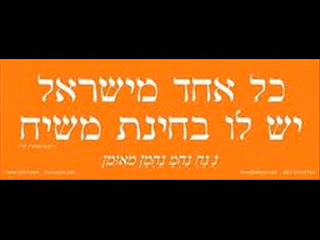 כל אחד מישראל
יש לו בחינת משיח
נ נח נחמ נחמן מאומן